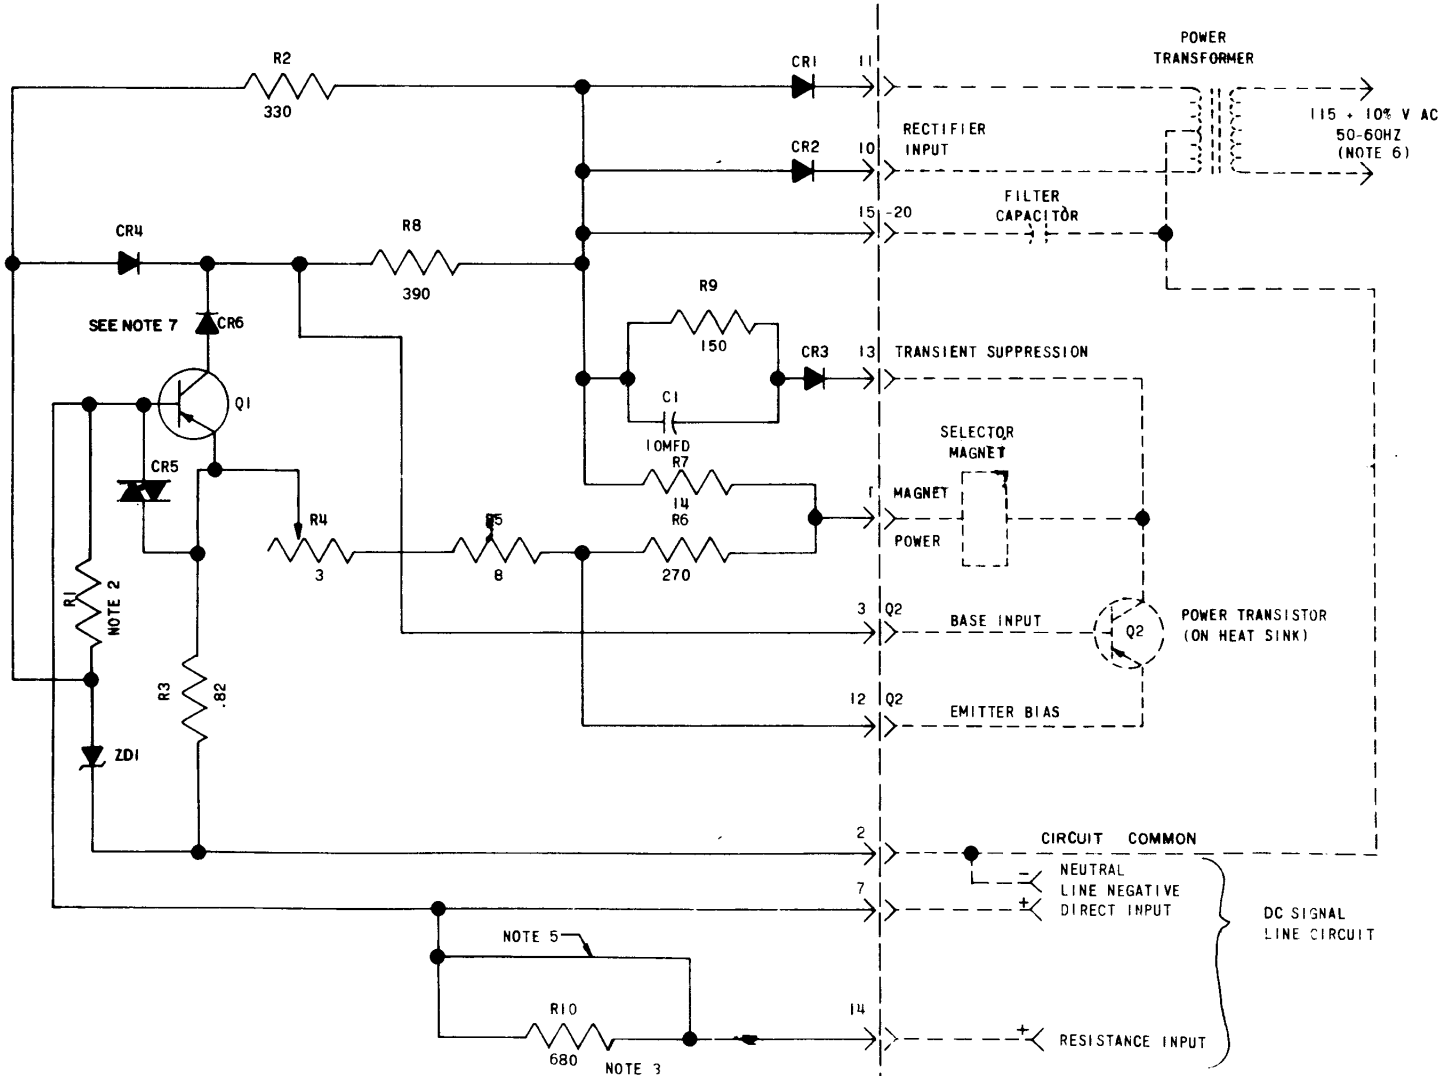 POWER
TRANSFORMER
R2
330
CR1
11
115 + 10% V AC
50-60HZ
(NOTE 6)
CR2
10
RECTIFIER
INPUT
15 -20
FILTER
CAPACITOR
CR4
R8
390
SEE NOTE 7
CR6
R9
150
CR3
13
TRANSIENT SUPPRESSION
Q1
C1
10MFD
CR5
R7
14
SELECTOR
MAGNET
1
MAGNET
POWER
R4
3
8
R6
270
R1
NOTE 2
3
Q2
BASE INPUT
Q2
POWER TRANSISTOR
(ON HEAT SINK)
R3
.82
12
Q2
EMITTER BIAS
ZD1
2
CIRCUIT COMMON
-
NEUTRAL
LINE NEGATIVE
7
+
DIRECT INPUT
DC SIGNAL
LINE CIRCUIT
NOTE 5
R10
680
NOTE 3
14
+
RESISTANCE INPUT